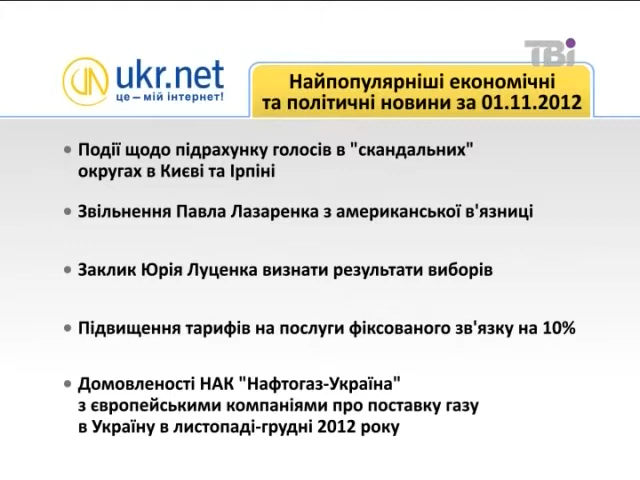 ТВі
ukr.net
це – мій інтернет!
Найпопулярніші економічні
та політичні новини за 01.11.2012
Події щодо підрахунку голосів в "скандальних"
округах в Києві та Ірпіні
Звільнення Павла Лазаренка з американської в'язниці
Заклик Юрія Луценка визнати результати виборів
Підвищення тарифів на послуги фіксованого зв'язку на 10%
Домовленості НАК "Нафтогаз-Україна"
з європейськими компаніями про поставку газу
в Україну в листопаді-грудні 2012 року